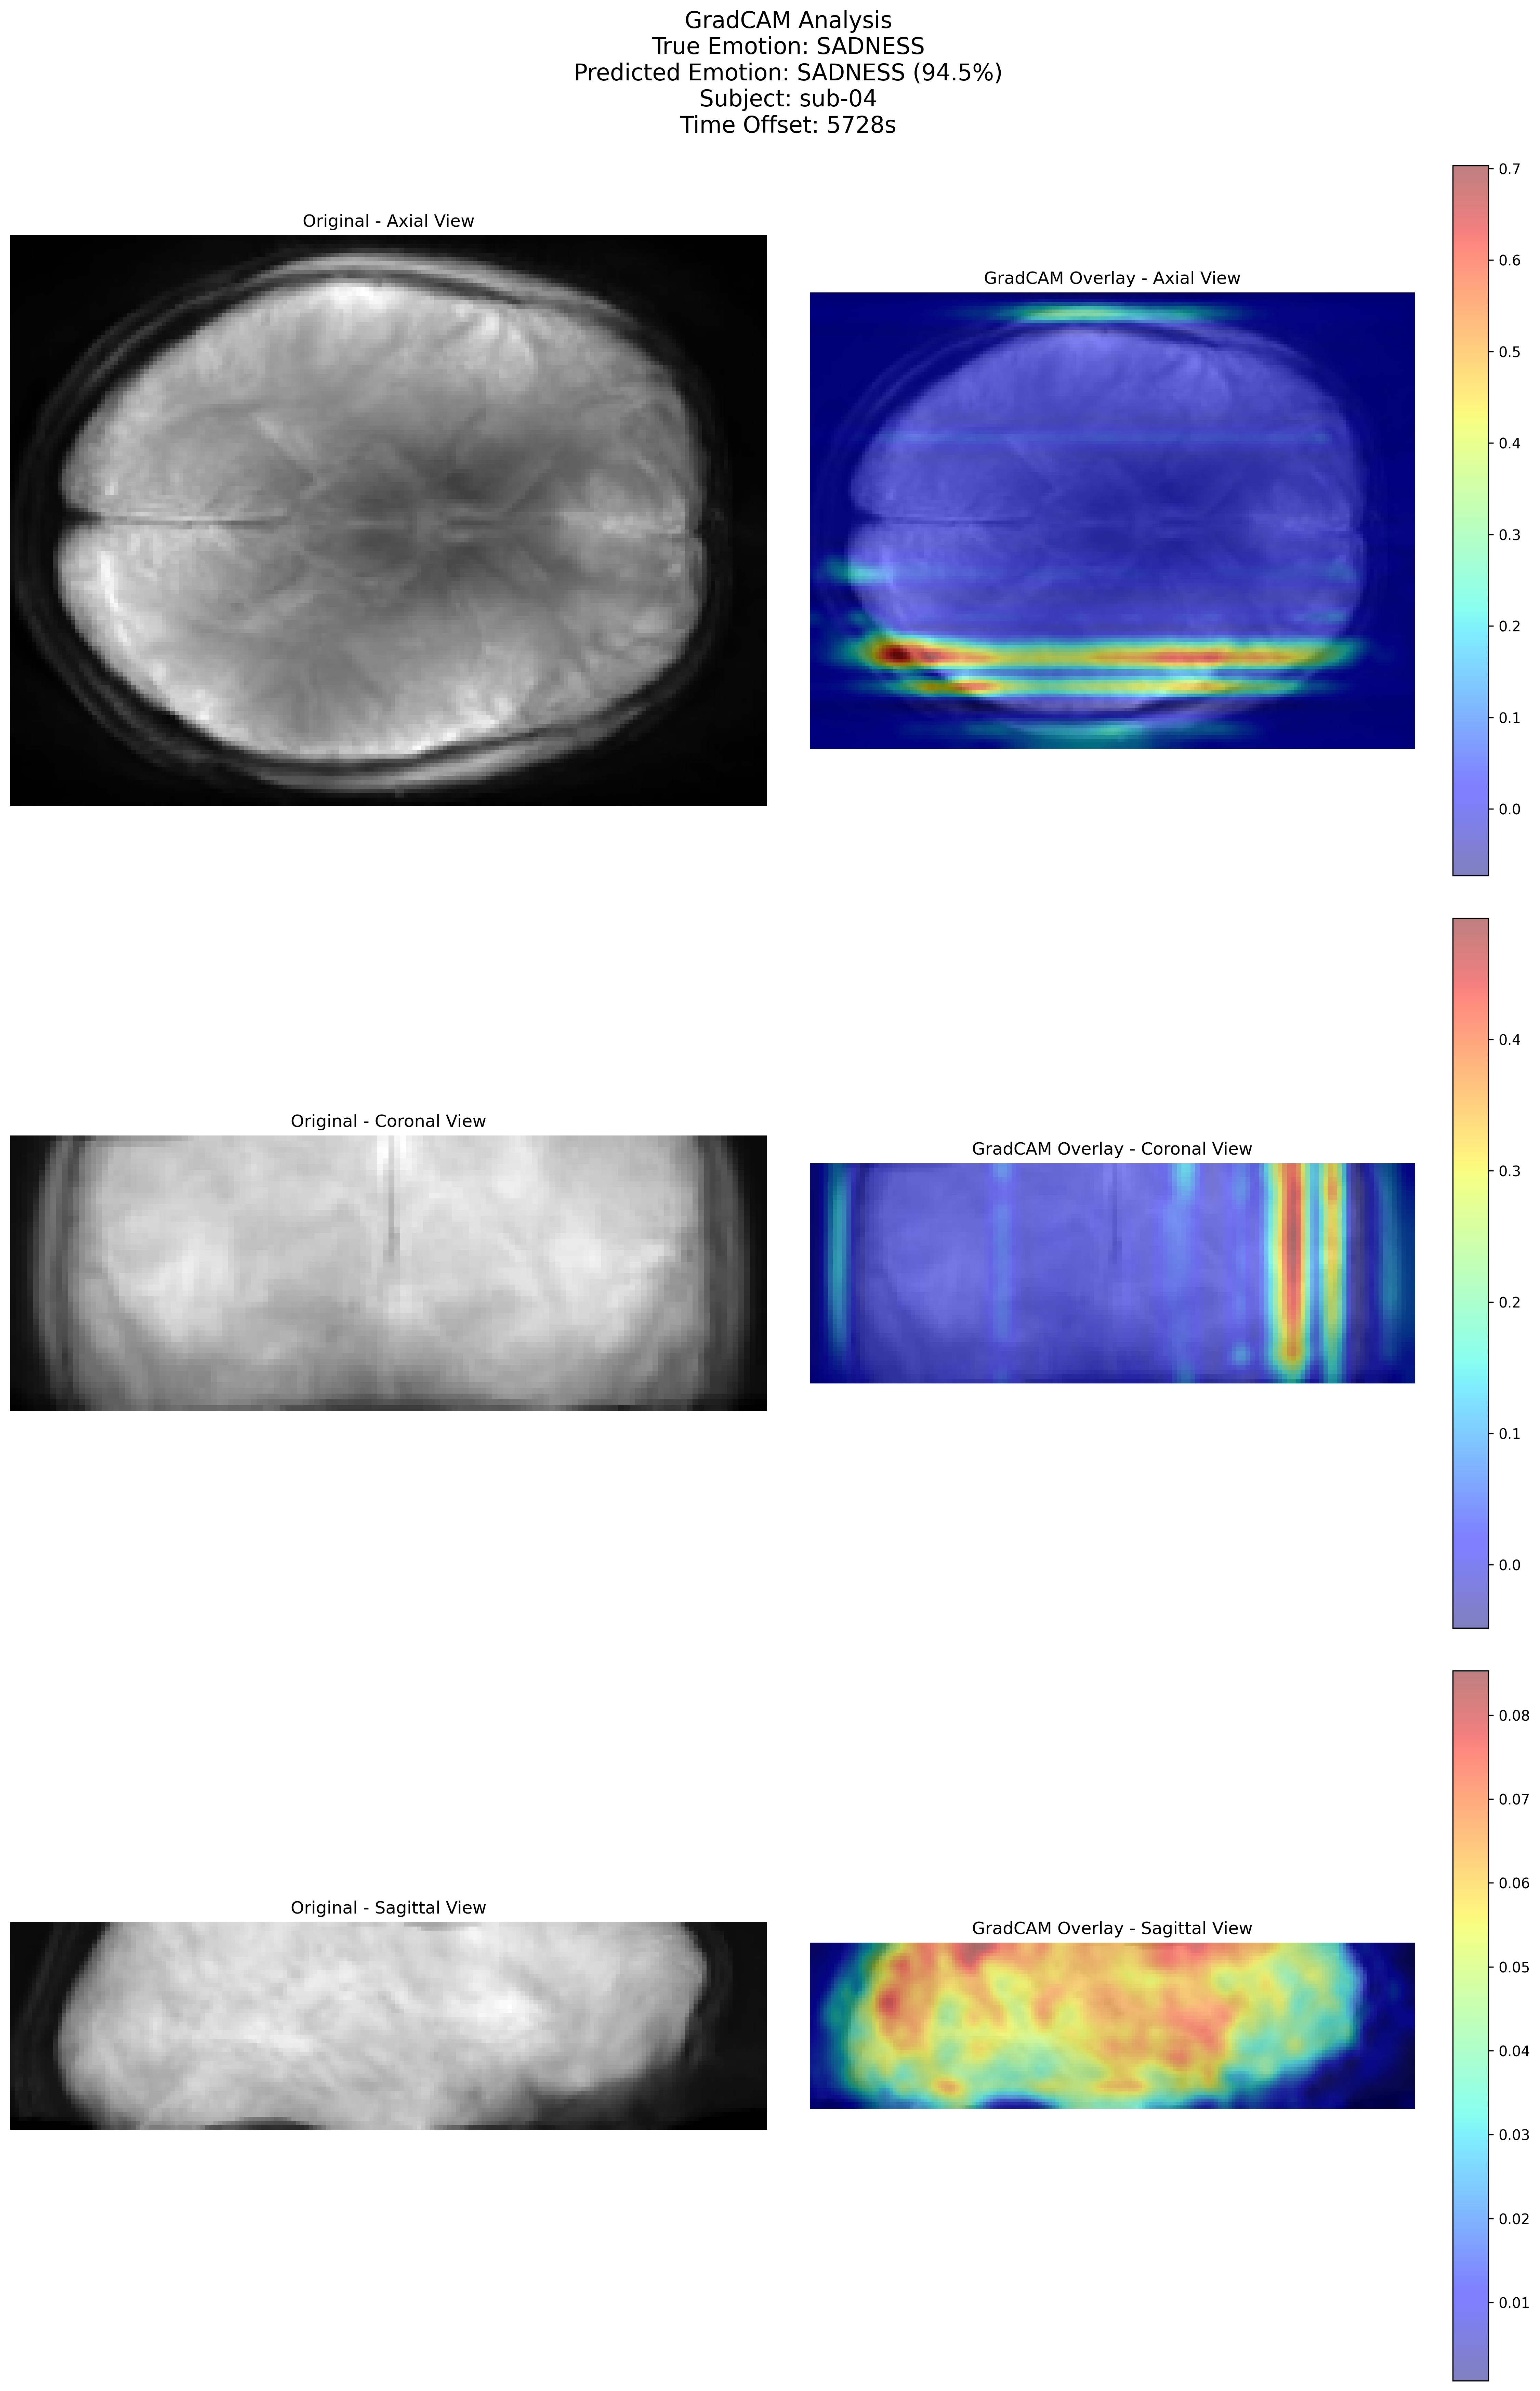 GradCAM Analysis
True Emotion: SADNESS
Predicted Emotion: SADNESS (94.5%)
Subject: sub-04
Time Offset: 5728s
Original - Axial View
GradCAM Overlay - Axial View
0.7
0.6
0.5
0.4
0.3
0.2
0.1
0.0
Original - Coronal View
GradCAM Overlay - Coronal View
0.4
0.3
0.2
0.1
0.0
Original - Sagittal View
GradCAM Overlay - Sagittal View
0.08
0.07
0.06
0.05
0.04
0.03
0.02
0.01